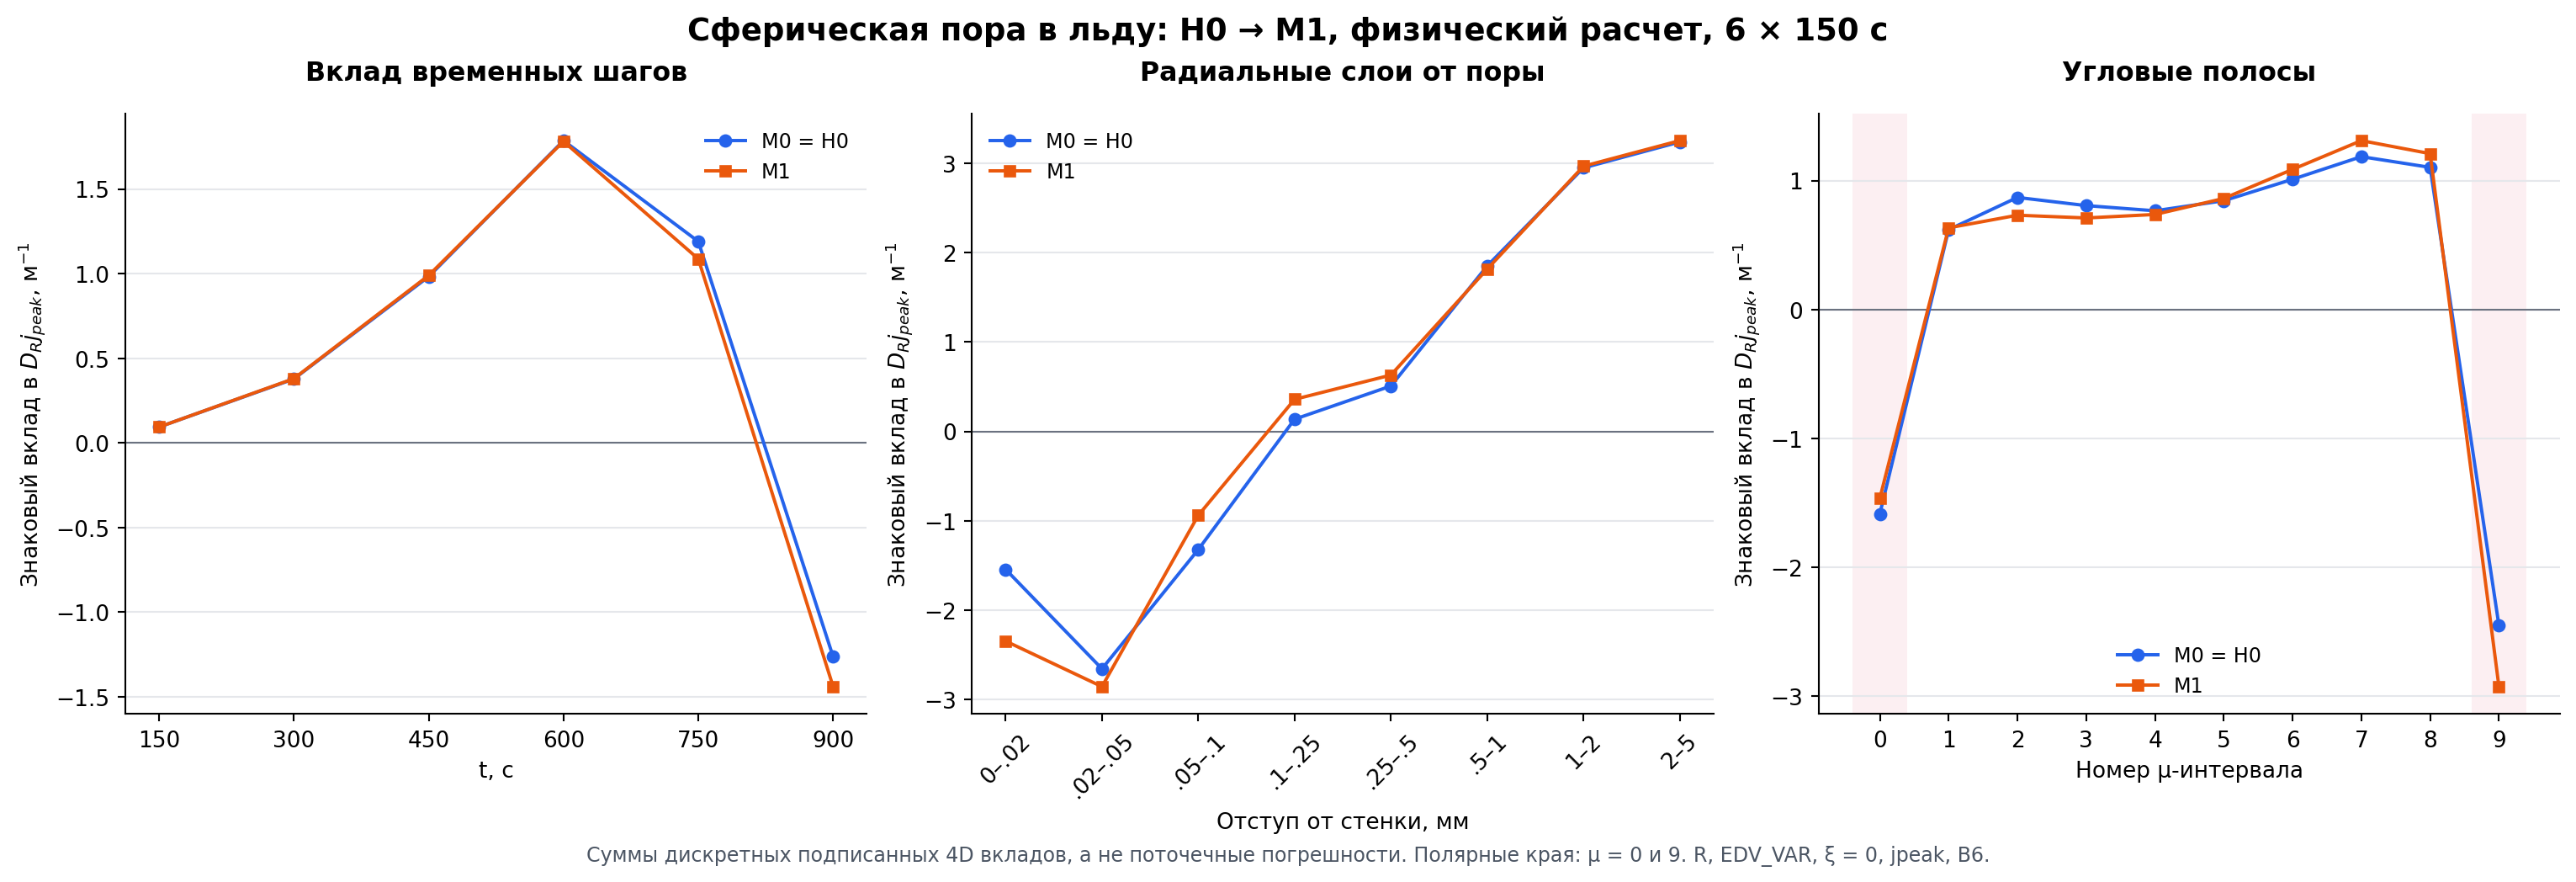 Сферическая пора в льду: H0 → M1, физический расчет, 6 × 150 с
Вклад временных шагов
Знаковый вклад в D_R j_peak, м⁻¹
1.5
1.0
0.5
0.0
−0.5
−1.0
−1.5
M0 = H0
M1
150 300 450 600 750 900
t, с
Радиальные слои от поры
Знаковый вклад в D_R j_peak, м⁻¹
3
2
1
0
−1
−2
−3
M0 = H0
M1
0–.02 .02–.05 .05–.1 .1–.25 .25–.5 .5–1 1–2 2–5
Отступ от стенки, мм
Угловые полосы
Знаковый вклад в D_R j_peak, м⁻¹
1
0
−1
−2
−3
M0 = H0
M1
0 1 2 3 4 5 6 7 8 9
Номер μ-интервала
Суммы дискретных подписанных 4D вкладов, а не поточечные погрешности. Полярные края: μ = 0 и 9. R, EDV_VAR, ξ = 0, jpeak, B6.